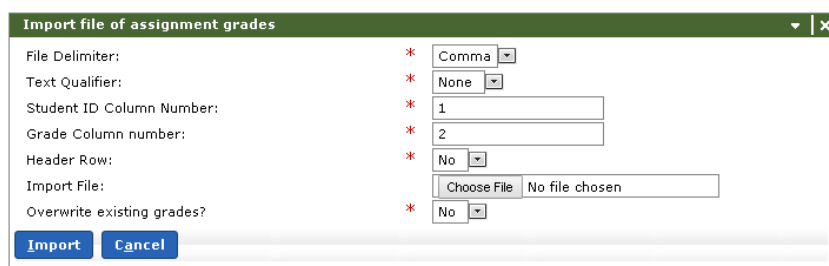 Import file of assignment grades
File Delimiter: * Comma
Text Qualifier: * None
Student ID Column Number: * 1
Grade Column number: * 2
Header Row: * No
Import File: Choose File No file chosen
Overwrite existing grades? * No
Import Cancel